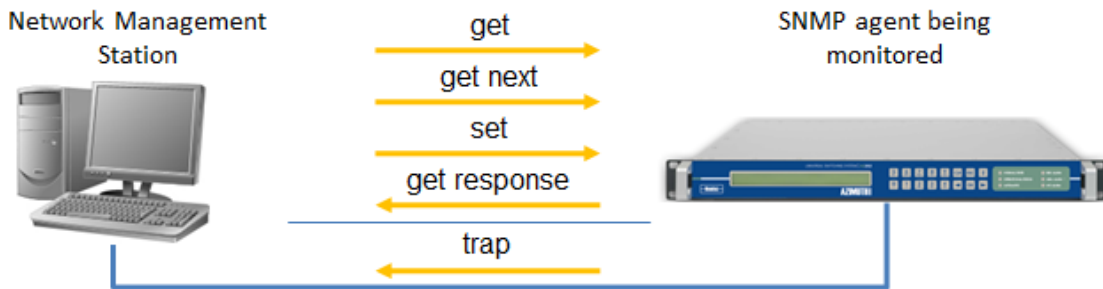 Network Management
Station
SNMP agent being
monitored
get
get next
set
get response
trap
AZIMUTH